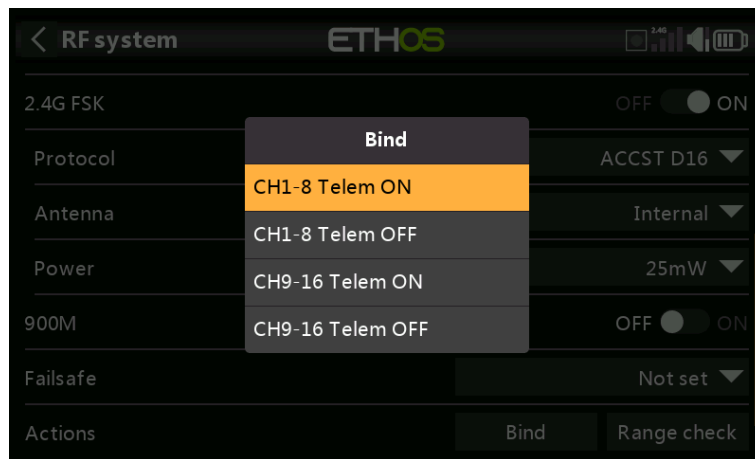 RF system
ETHOS
2.4G
2.4G FSK
OFF ON
Bind
Protocol
ACCST D16
CH1-8 Telem ON
Antenna
Internal
CH1-8 Telem OFF
Power
25mW
CH9-16 Telem ON
900M
OFF ON
CH9-16 Telem OFF
Failsafe
Not set
Actions
Bind
Range check